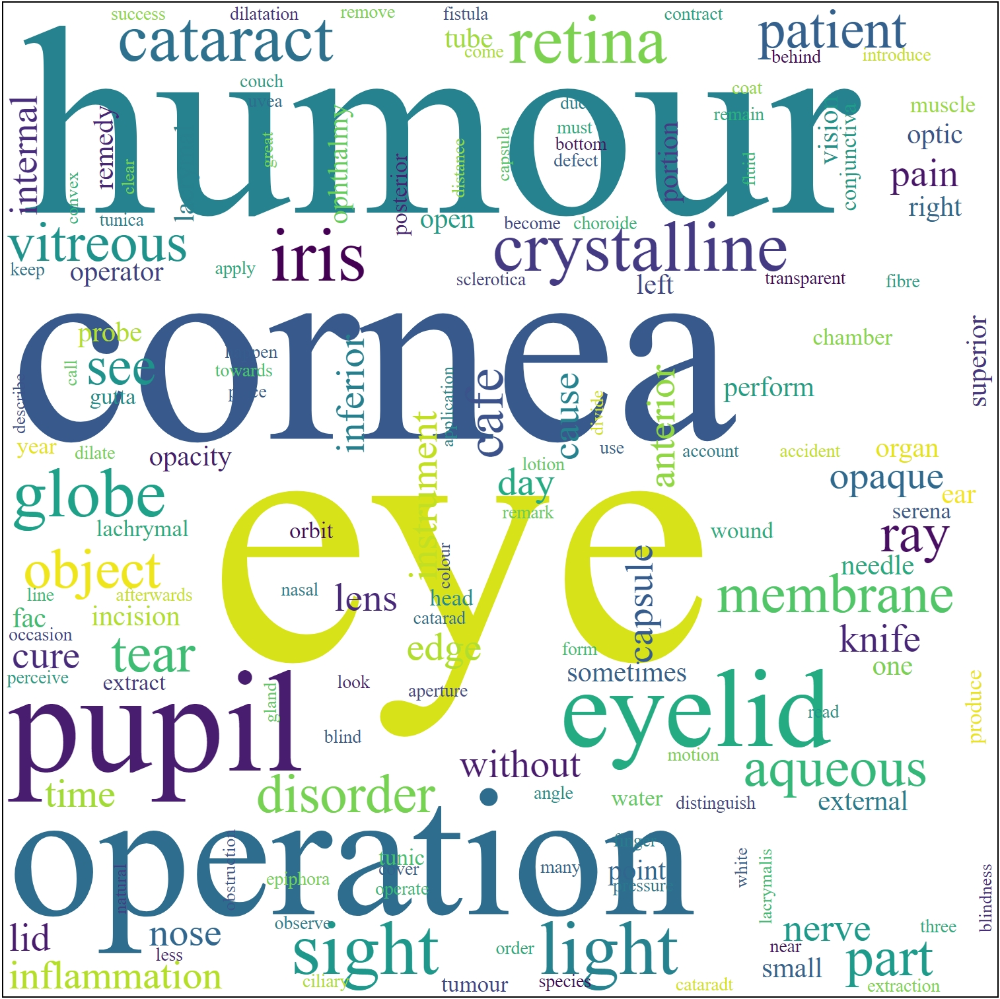 success
dilatation
remove
fistula
contract
cataract
tube
come
retina
patient
behind
introduce
humour
couch
uvea
coat
remain
muscle
optic
pain
right
internal
remedy
clear
convex
great
ophthalmy
posterior
distance
capsula
must
bottom
defect
portion
fluid
vision
conjunctiva
tunica
open
become
choroide
vitreous
iris
crystalline
keep
operator
apply
sclerotica
left
transparent
fibre
cornea
probe
see
call
gutta
towards
describe
inferior
application
cafe
cause
divide
anterior
perform
chamber
superior
year
dilate
opacity
instrument
use
account
accident
organ
lotion
day
remark
globe
lachrymal
opaque
ear
serena
ray
eye
orbit
wound
needle
object
colour
capsule
membrane
line
afterwards
nasal
lens
head
catarad
fac
incision
occasion
cure
tear
edge
form
knife
one
perceive
extract
look
aperture
sometimes
pupil
gland
blind
eyelid
read
produce
motion
without
aqueous
time
disorder
angle
water
distinguish
external
operation
natural
obstruction
epiphora
tunic
cover
operate
many
finger
point
pressure
white
lacrymalis
blindness
lid
nose
less
observe
sight
order
light
nerve
three
near
small
part
inflammation
ciliary
tumour
species
cataradt
extraction